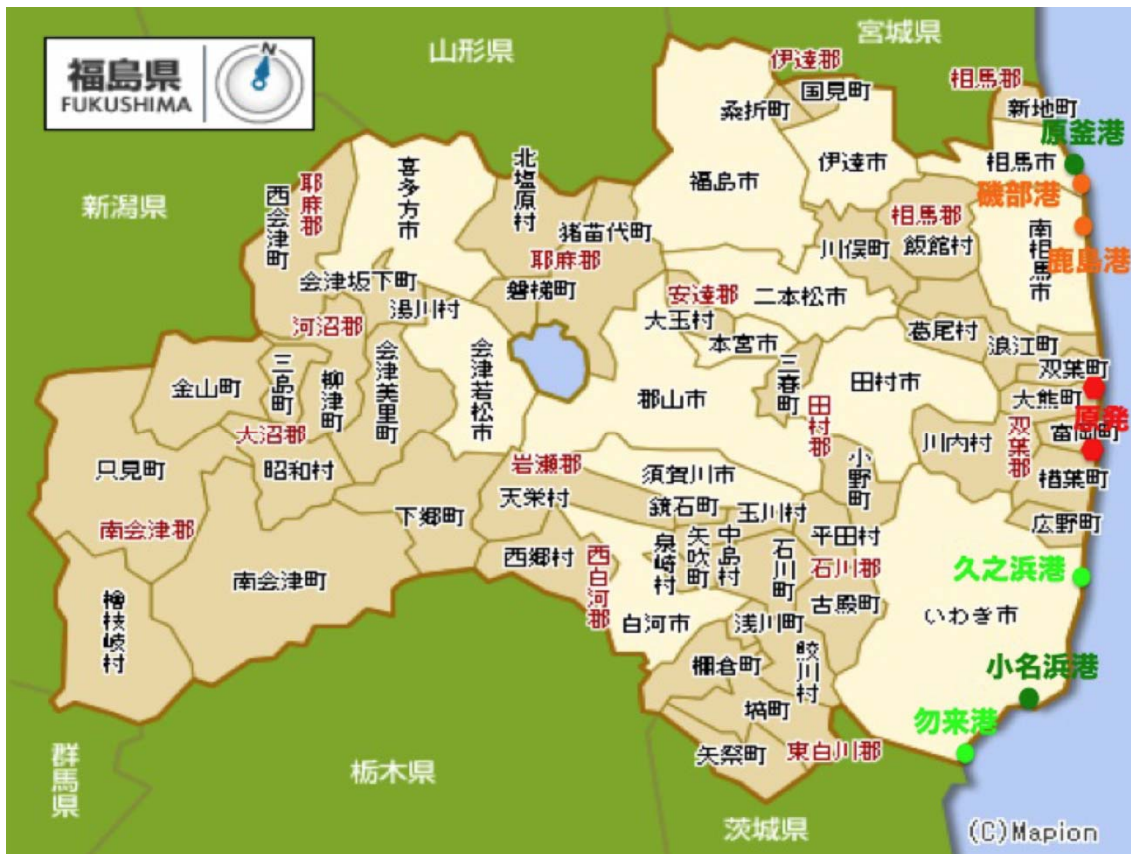 福島県
FUKUSHIMA
N
山形県
宮城県
新潟県
群馬県
栃木県
茨城県
伊達郡
国見町
桑折町
相馬郡
新地町
原釜港
相馬市
磯部港
伊達市
福島市
相馬郡
飯館村
川俣町
南相馬市
鹿島港
喜多方市
北塩原村
耶麻郡
西会津町
猪苗代町
耶麻郡
磐梯町
会津坂下町
湯川村
河沼郡
安達郡
二本松市
大玉村
本宮市
葛尾村
浪江町
双葉町
大熊町
原発
富岡町
双葉郡
川内村
楢葉町
広野町
田村市
三春町
田村郡
小野町
郡山市
会津若松市
会津美里町
柳津町
三島町
金山町
大沼郡
昭和村
只見町
南会津郡
南会津町
檜枝岐村
下郷町
岩瀬郡
天栄村
須賀川市
鏡石町
玉川村
平田村
西郷村
西白河郡
泉崎村
矢吹町
中島村
石川町
石川郡
古殿町
白河市
浅川町
鮫川村
棚倉町
塙町
矢祭町
東白川郡
いわき市
久之浜港
小名浜港
勿来港
(C)Mapion